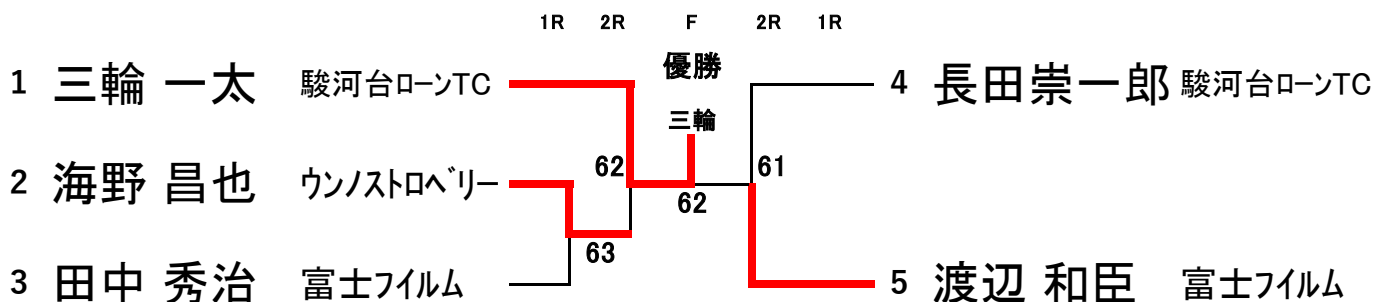 1R 2R F 2R 1R
優勝
1 三輪 一太 駿河台ローンTC
4 長田崇一郎 駿河台ローンTC
三輪
62
61
2 海野 昌也 ウンノストロベリー
62
63
3 田中 秀治 富士フイルム
5 渡辺 和臣 富士フイルム